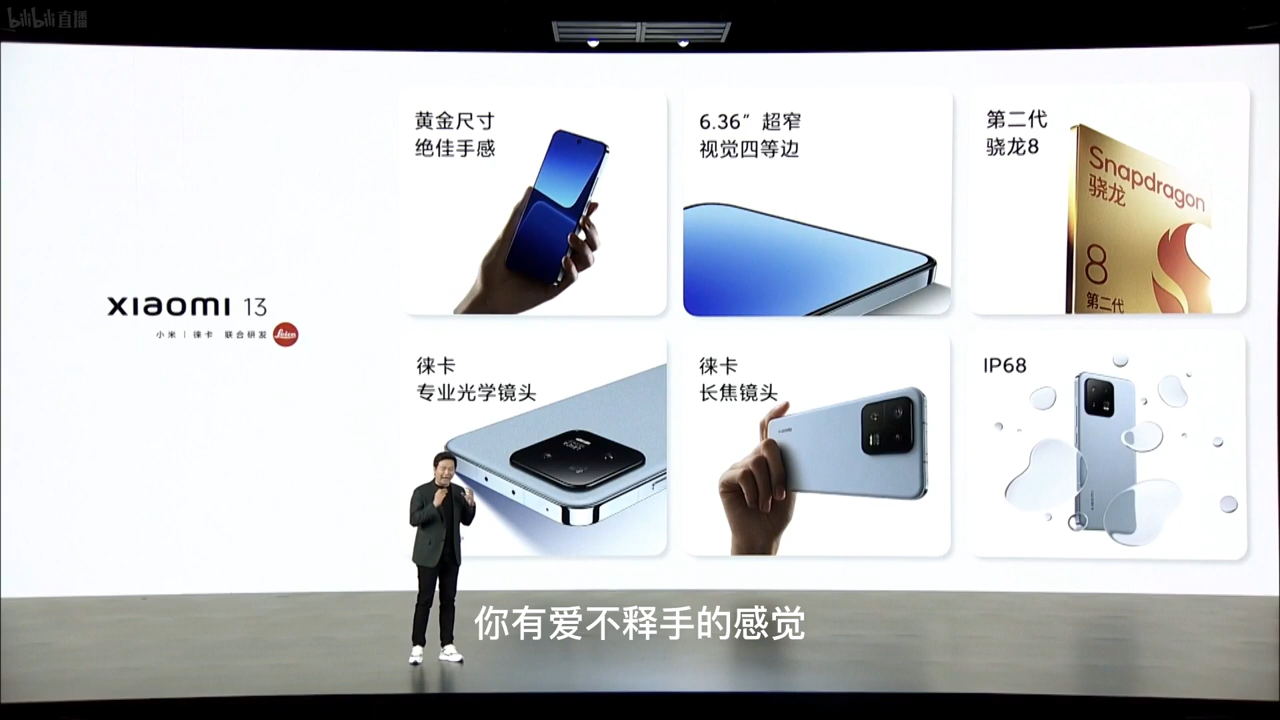 bilibili直播
黄金尺寸
绝佳手感
6.36” 超窄
视觉四等边
第二代
骁龙8
Snapdragon
骁龙
8
第二代
XIAOMI 13
小米 | 徕卡 联合研发
Leica
徕卡
专业光学镜头
徕卡
长焦镜头
IP68
你有爱不释手的感觉